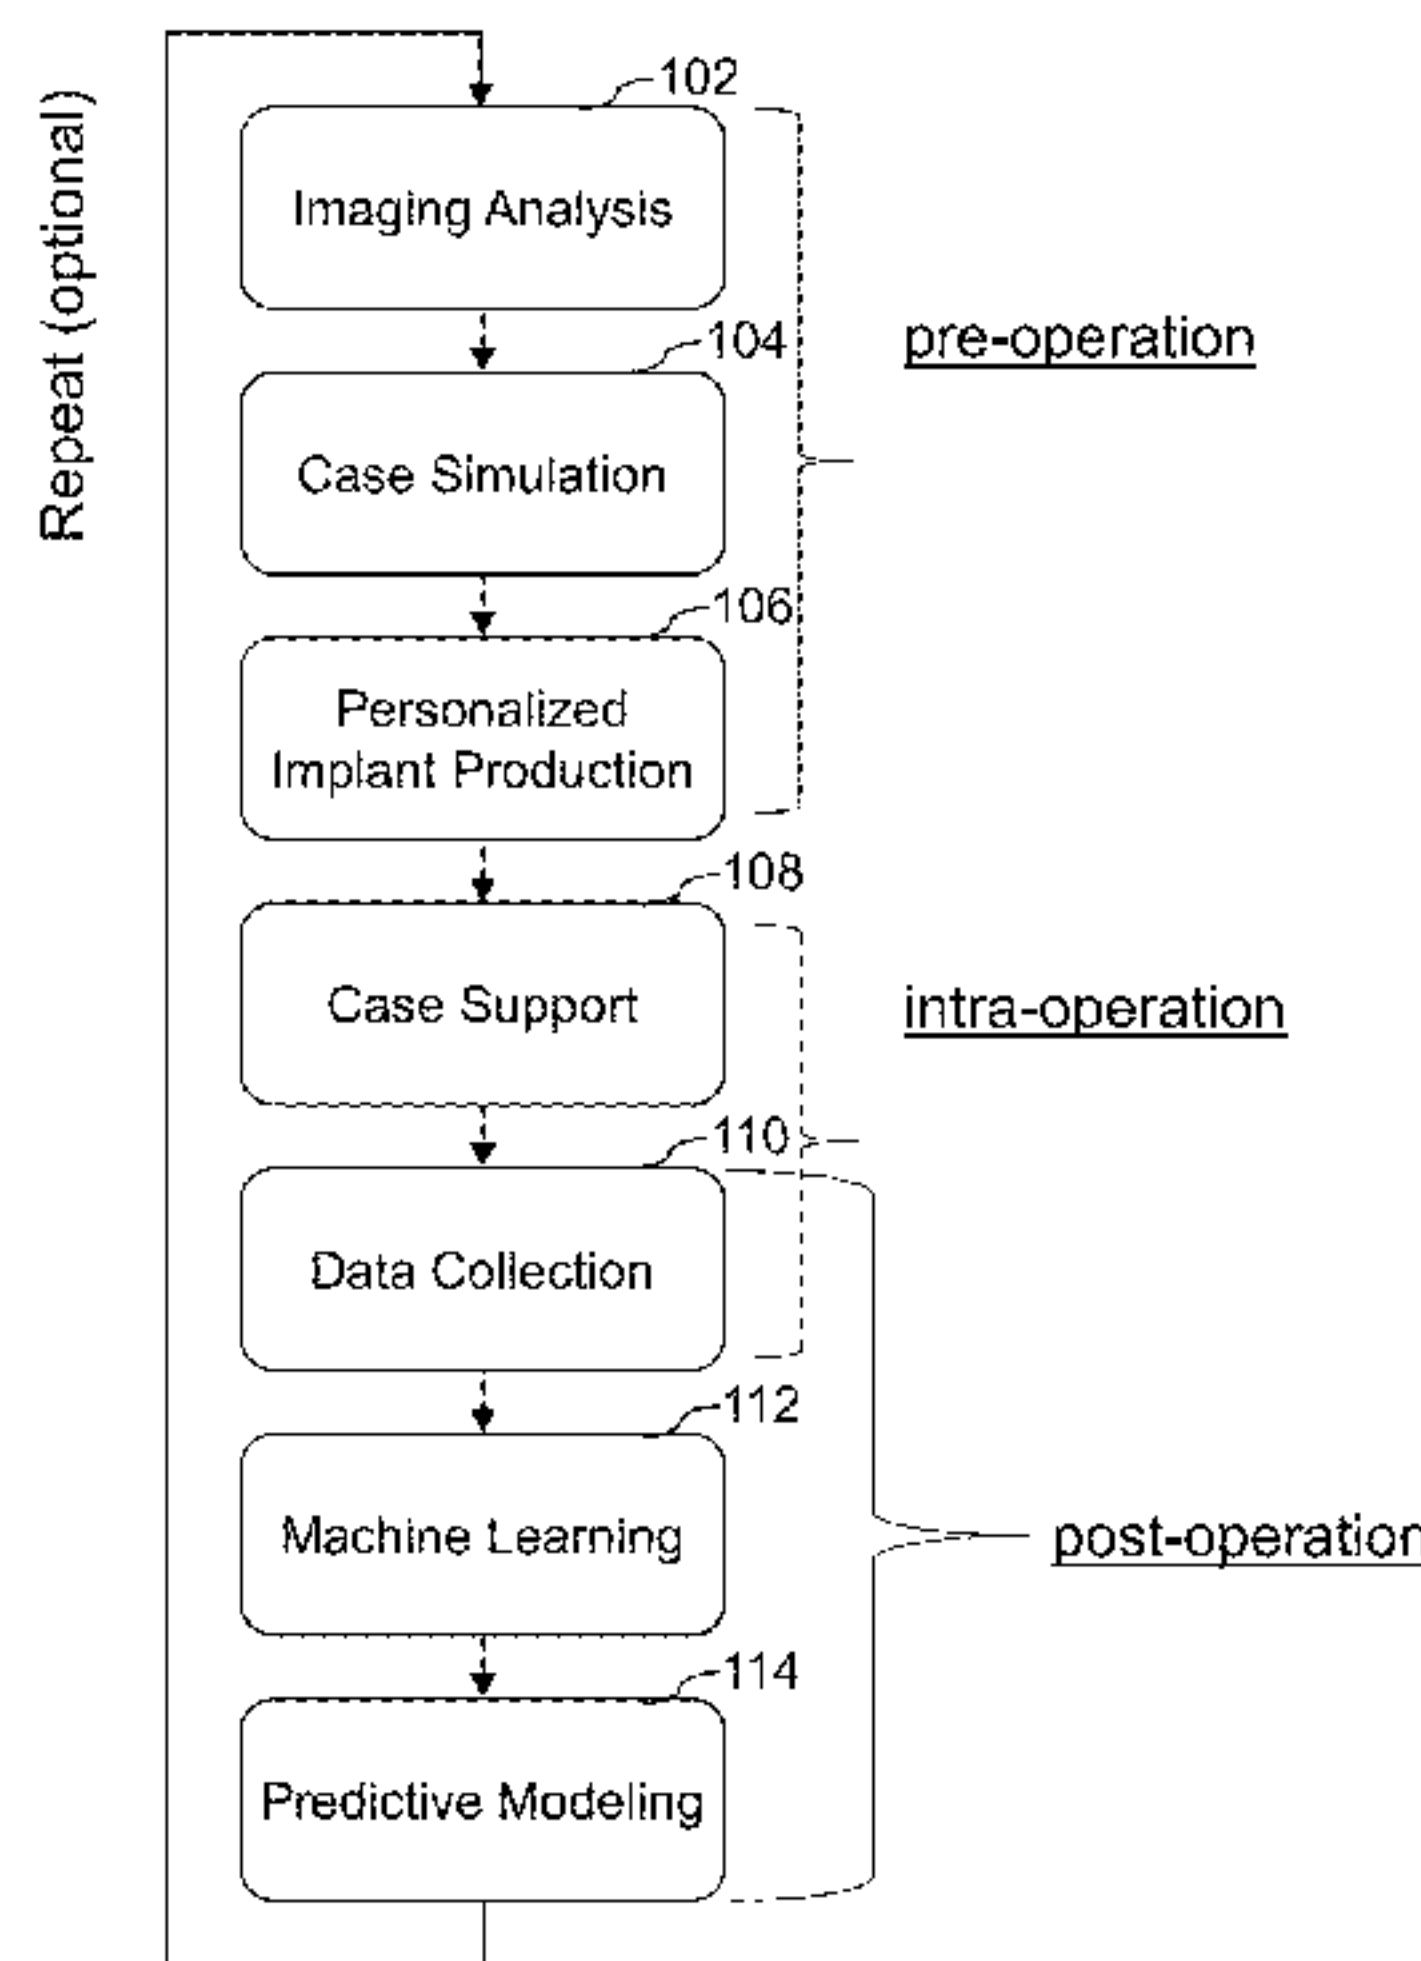 Repeat (optional)
102
Imaging Analysis
pre-operation
104
Case Simulation
106
Personalized
Implant Production
108
Case Support
intra-operation
110
Data Collection
112
Machine Learning
post-operation
114
Predictive Modeling